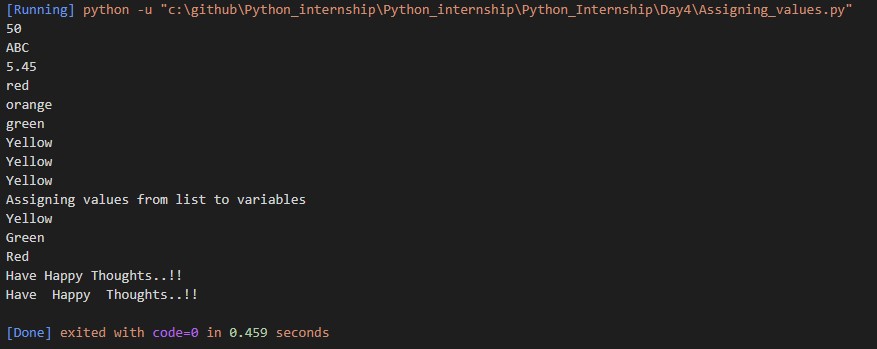 [Running] python -u "c:\github\Python_internship\Python_internship\Python_Internship\Day4\Assigning_values.py"
50
ABC
5.45
red
orange
green
Yellow
Yellow
Yellow
Assigning values from list to variables
Yellow
Green
Red
Have Happy Thoughts..!!
Have  Happy  Thoughts..!!
[Done] exited with code=0 in 0.459 seconds